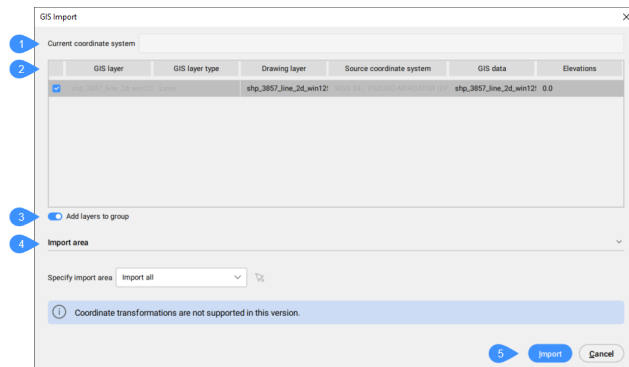 GIS Import
1 Current coordinate system
2 GIS layer GIS layer type Drawing layer Source coordinate system GIS data Elevations
shp_3857_line_2d_win12 Lines shp_3857_line_2d_win12! shp_3857_line_2d_win12! 0.0
3 Add layers to group
4 Import area
Specify import area Import all
Coordinate transformations are not supported in this version.
5 Import Cancel